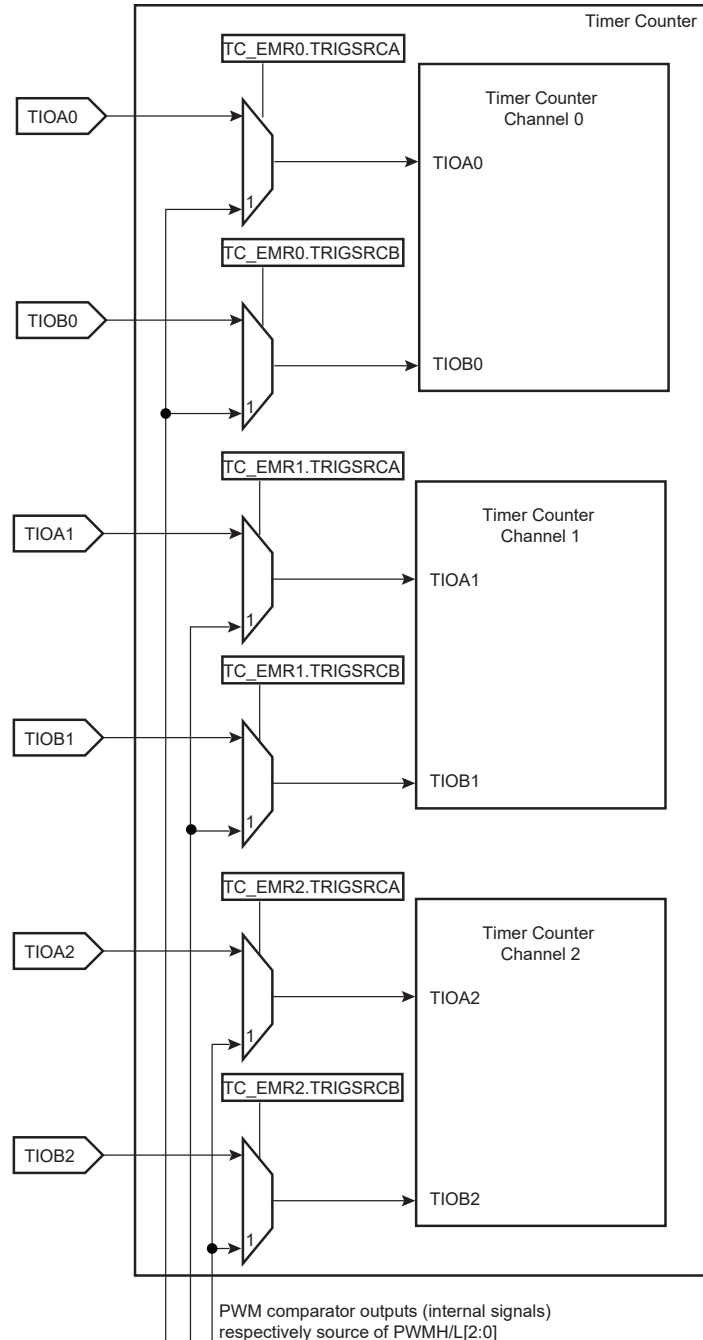 Timer Counter
TC_EMR0.TRIGSRCA
TIOA0
1
Timer Counter
Channel 0
TIOA0
TC_EMR0.TRIGSRCB
TIOB0
1
TIOB0
TC_EMR1.TRIGSRCA
TIOA1
1
Timer Counter
Channel 1
TIOA1
TC_EMR1.TRIGSRCB
TIOB1
1
TIOB1
TC_EMR2.TRIGSRCA
TIOA2
1
Timer Counter
Channel 2
TIOA2
TC_EMR2.TRIGSRCB
TIOB2
1
TIOB2
PWM comparator outputs (internal signals)
respectively source of PWMH/L[2:0]